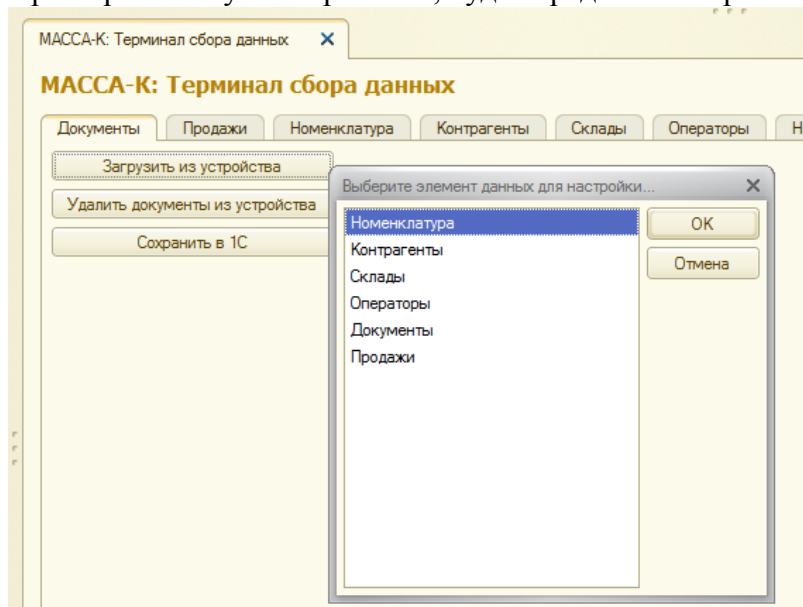 МАССА-К: Терминал сбора данных
МАССА-К: Терминал сбора данных
Документы Продажи Номенклатура Контрагенты Склады Операторы Н
Загрузить из устройства
Удалить документы из устройства
Сохранить в 1С
Выберите элемент данных для настройки...
Номенклатура
Контрагенты
Склады
Операторы
Документы
Продажи
ОК
Отмена